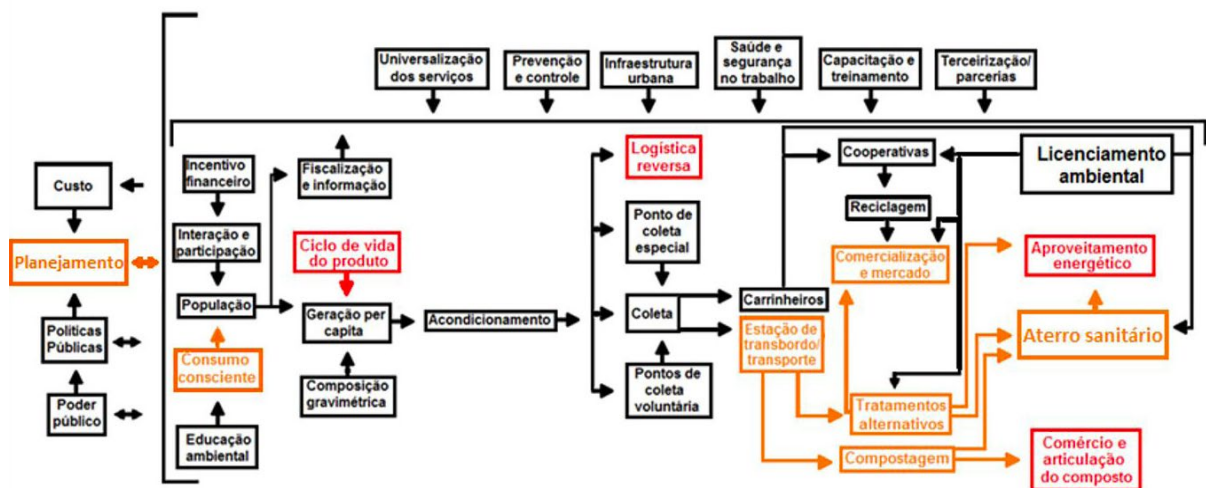 Universalização
dos serviços
Prevenção
e controle
Infraestrutura
urbana
Saúde e
segurança
no trabalho
Capacitação e
treinamento
Terceirização/
parcerias
Custo
Planejamento
Políticas
Públicas
Poder
público
Incentivo
financeiro
Interação e
participação
População
Consumo
consciente
Educação
ambiental
Fiscalização
e informação
Ciclo de vida
do produto
Geração per
capita
Composição
gravimétrica
Acondicionamento
Logística
reversa
Ponto de
coleta
especial
Coleta
Pontos de
coleta
voluntária
Carrinheiros
Estação de
transbordo/
transporte
Cooperativas
Reciclagem
Comercialização
e mercado
Tratamentos
alternativos
Compostagem
Licenciamento
ambiental
Aproveitamento
energético
Aterro sanitário
Comércio e
articulação
do composto